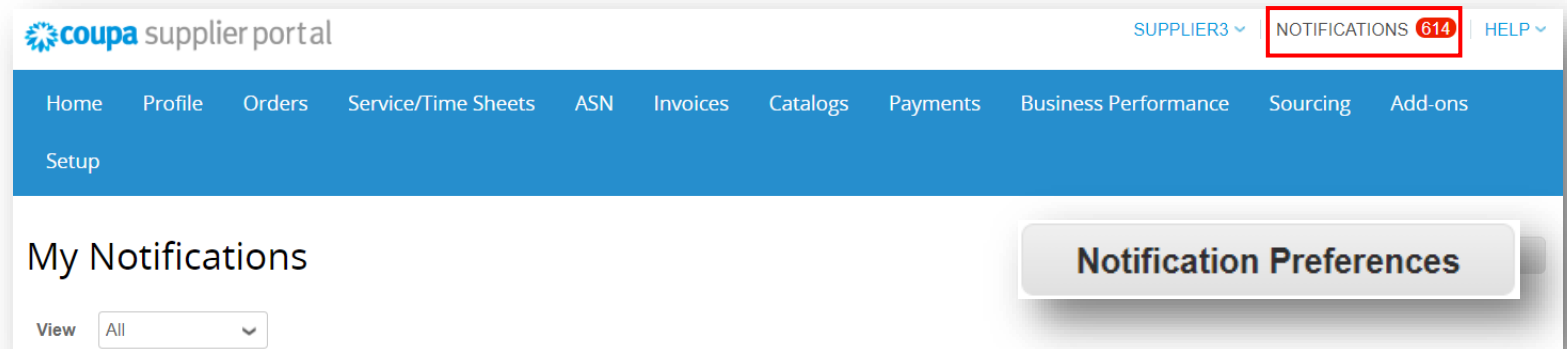 coupa supplier portal
SUPPLIER3 NOTIFICATIONS 614 HELP
Home Profile Orders Service/Time Sheets ASN Invoices Catalogs Payments Business Performance Sourcing Add-ons
Setup
My Notifications
Notification Preferences
View All